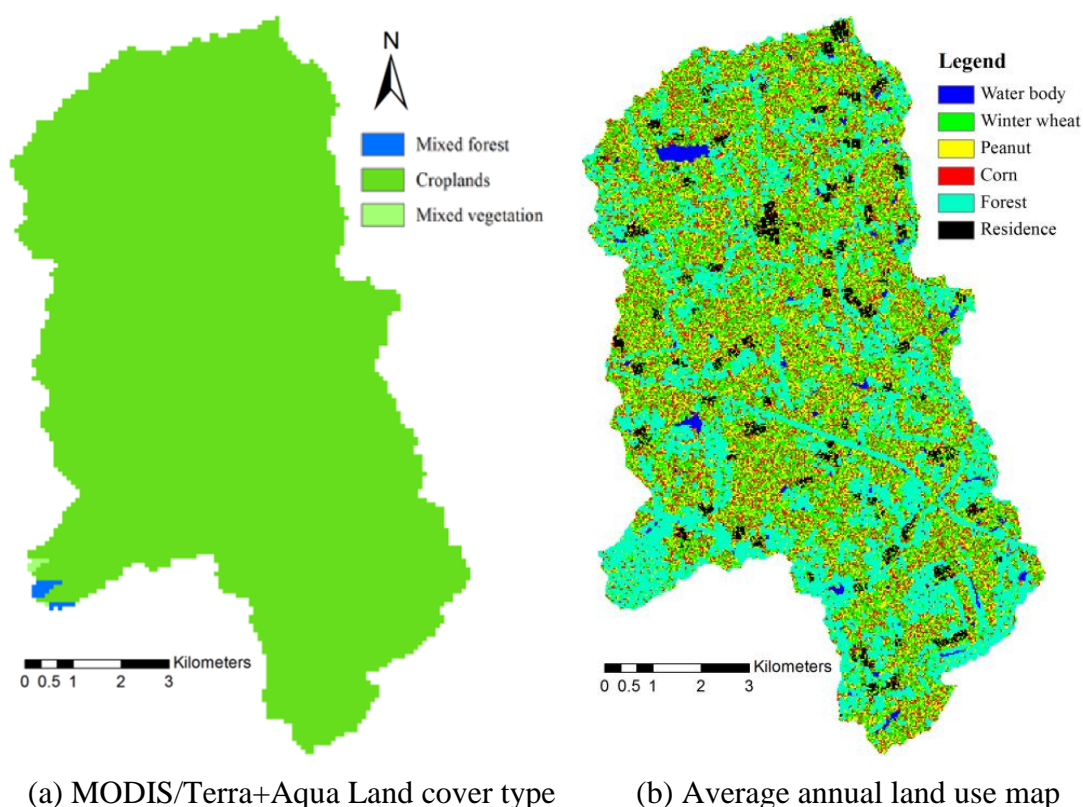 N
Mixed forest
Croplands
Mixed vegetation
Kilometers
0 0.5 1 2 3
(a) MODIS/Terra+Aqua Land cover type
Legend
Water body
Winter wheat
Peanut
Corn
Forest
Residence
Kilometers
0 0.5 1 2 3
(b) Average annual land use map